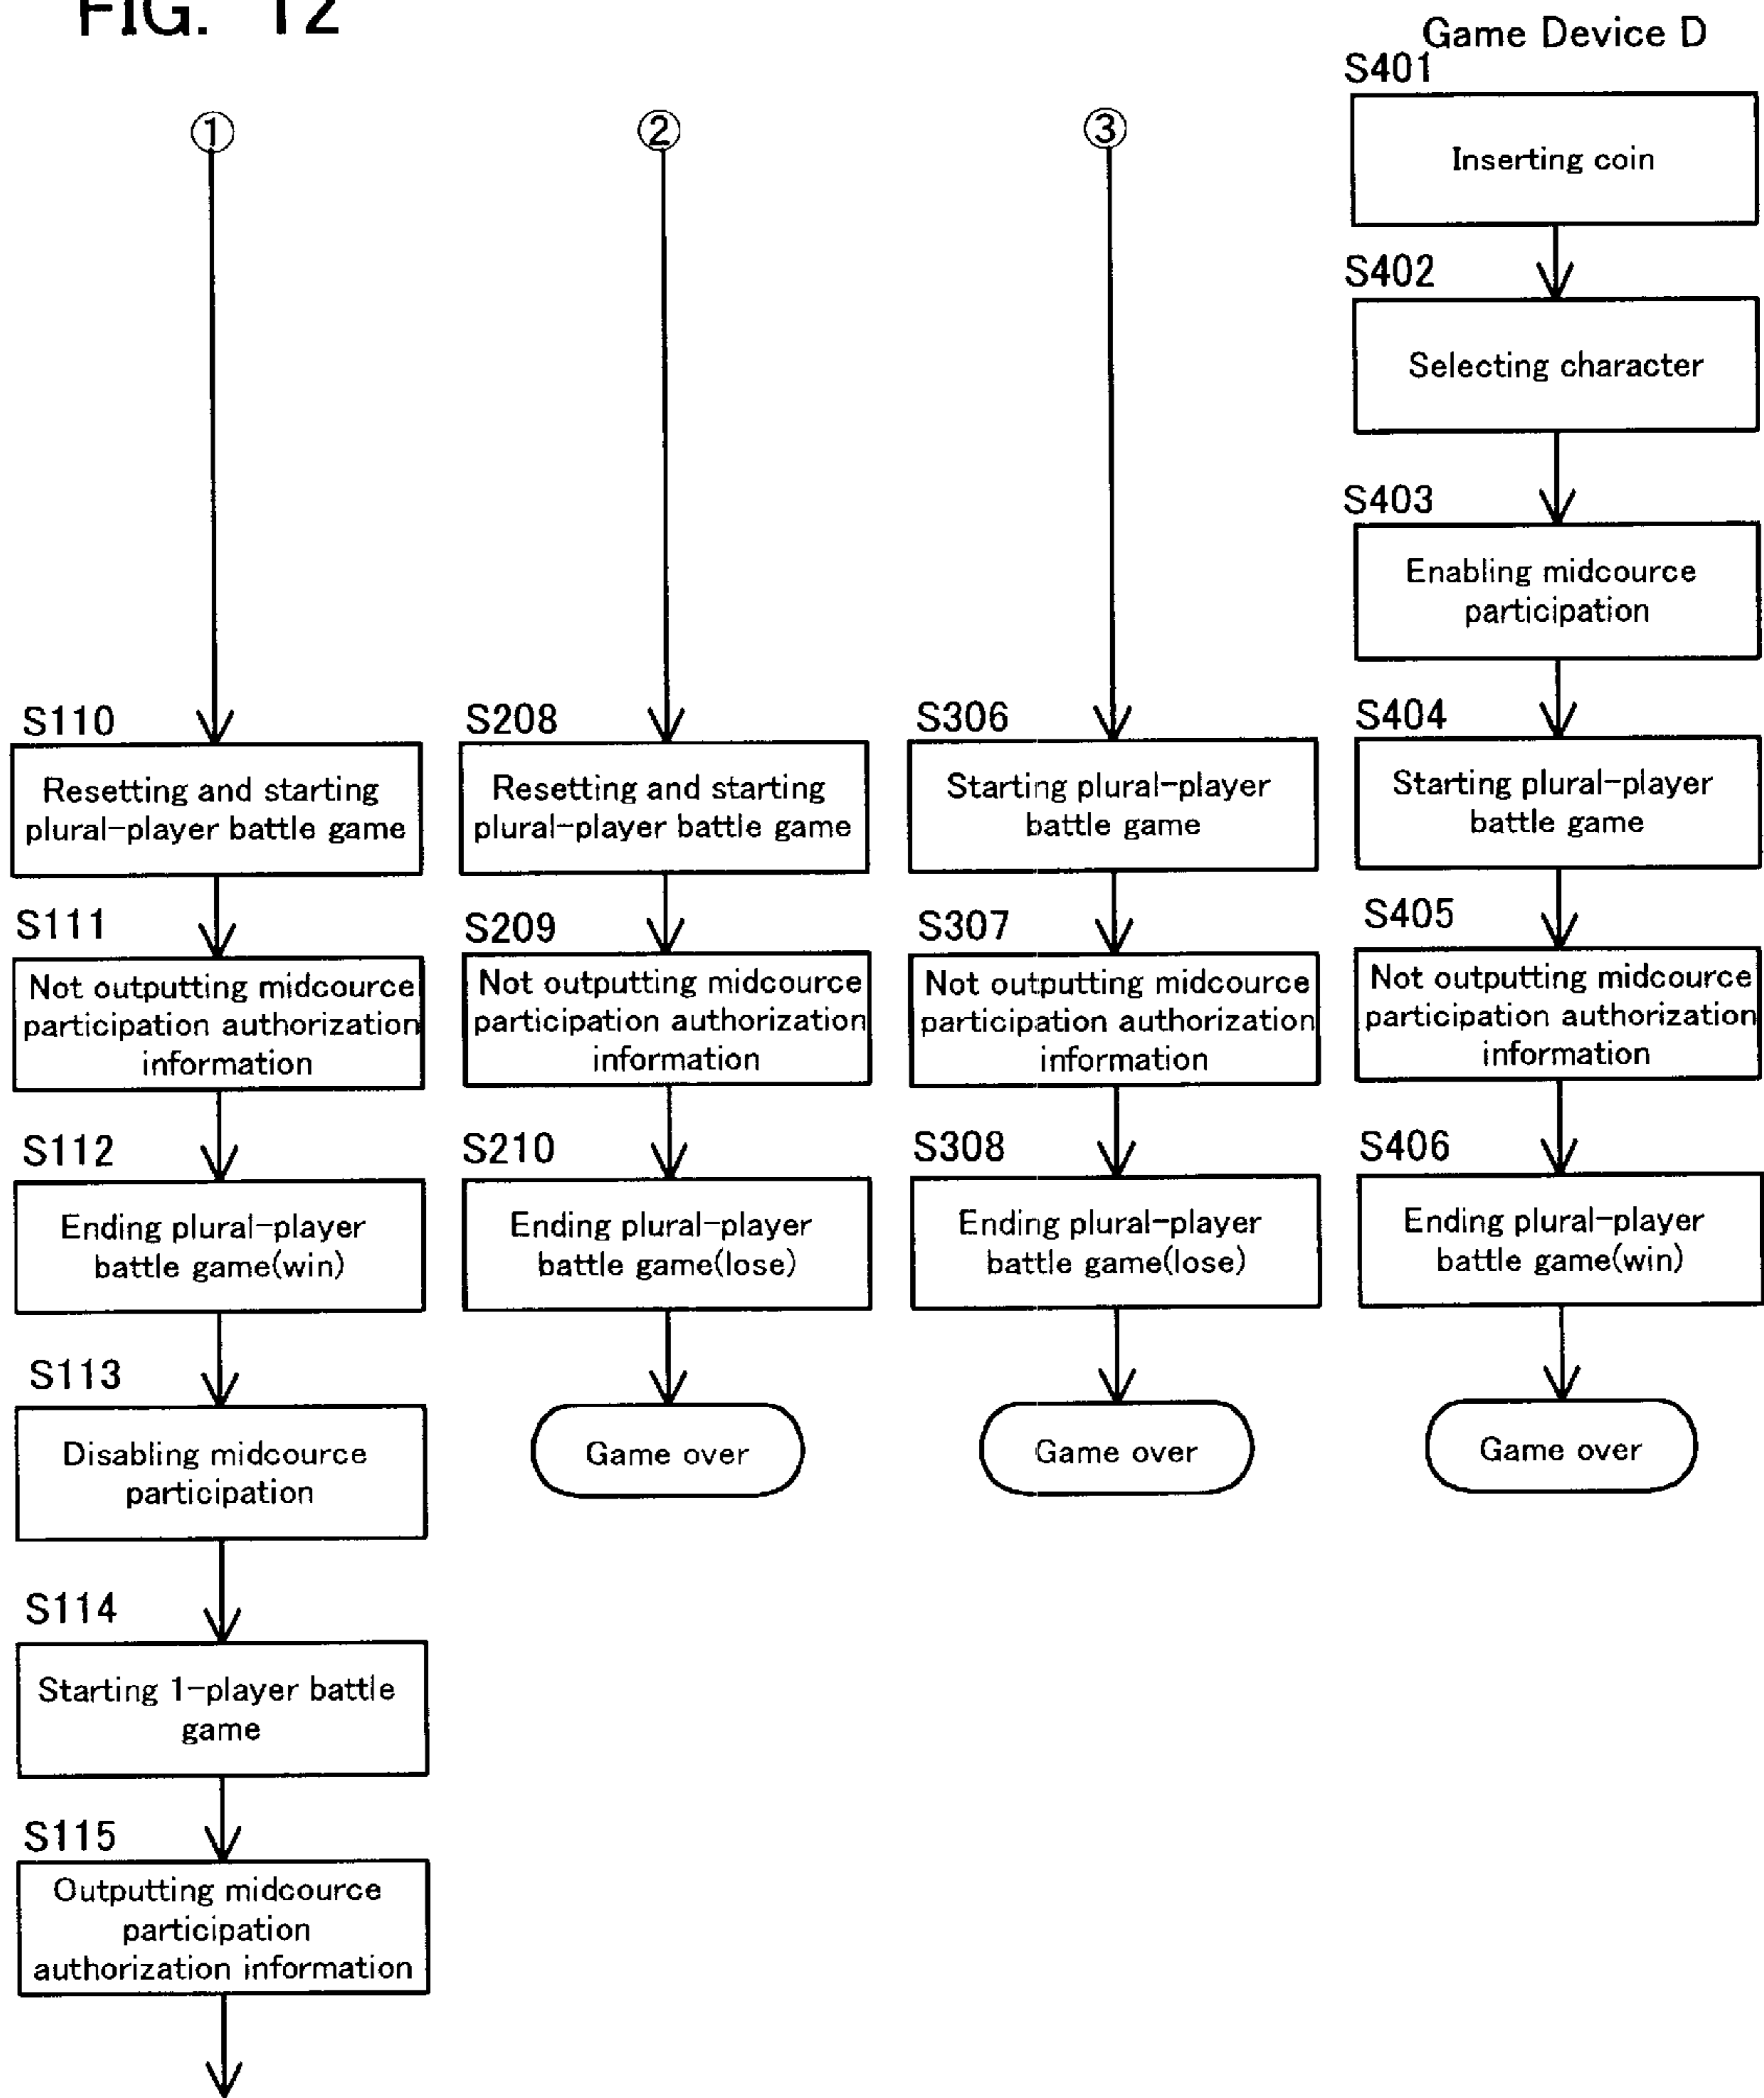 FIG. 12
Game Device D
①
②
③
S401
Inserting coin
S402
Selecting character
S403
Enabling midcource
participation
S110
Resetting and starting
plural-player battle game
S111
Not outputting midcource
participation authorization
information
S112
Ending plural-player
battle game(win)
S113
Disabling midcource
participation
S114
Starting 1-player battle
game
S115
Outputting midcource
participation
authorization information
S208
Resetting and starting
plural-player battle game
S209
Not outputting midcource
participation authorization
information
S210
Ending plural-player
battle game(lose)
Game over
S306
Starting plural-player
battle game
S307
Not outputting midcource
participation authorization
information
S308
Ending plural-player
battle game(lose)
Game over
S404
Starting plural-player
battle game
S405
Not outputting midcource
participation authorization
information
S406
Ending plural-player
battle game(win)
Game over